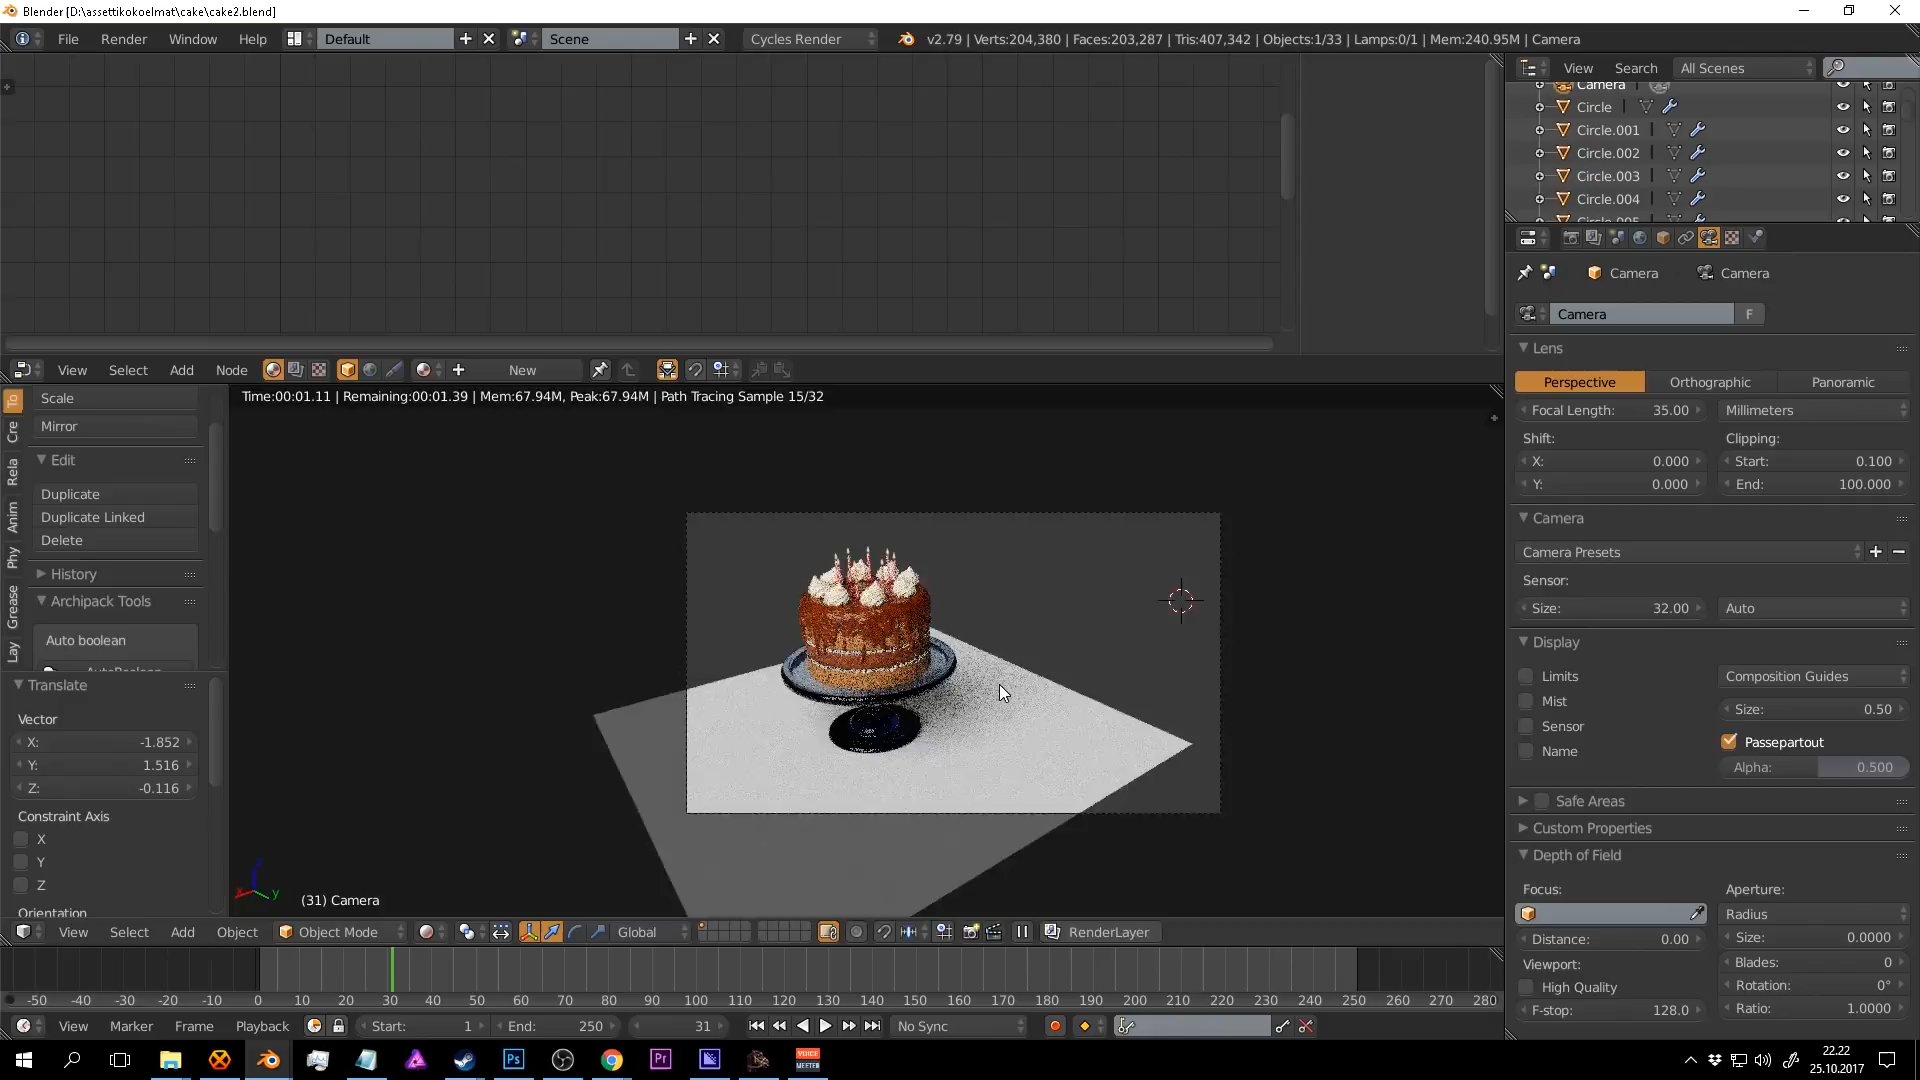 Blender [D:\assettikokoelmat\cake\cake2.blend]
File Render Window Help Default Scene Cycles Render v2.79 | Verts:204,380 | Faces:203,287 | Tris:407,342 | Objects:1/33 | Lamps:0/1 | Mem:240.95M | Camera
View Search All Scenes
Camera
Circle
Circle.001
Circle.002
Circle.003
Circle.004
Circle.005
Camera Camera
Camera F
Lens
Perspective Orthographic Panoramic
Focal Length: 35.00 Millimeters
Shift: Clipping:
X: 0.000 Start: 0.100
Y: 0.000 End: 100.000
Camera
Camera Presets
Sensor:
Size: 32.00 Auto
Display
Limits Composition Guides
Mist Size: 0.50
Sensor
Name Passepartout
Alpha: 0.500
Safe Areas
Custom Properties
Depth of Field
Focus: Aperture:
Radius
Distance: 0.00 Size: 0.0000
Viewport: Blades: 0
High Quality Rotation: 0°
F-stop: 128.0 Ratio: 1.0000
View Select Add Node New
Time:00:01.11 | Remaining:00:01.39 | Mem:67.94M, Peak:67.94M | Path Tracing Sample 15/32
To
Cre
Rela
Anim
Phy
Grease
Lay
Scale
Mirror
Edit
Duplicate
Duplicate Linked
Delete
History
Archipack Tools
Auto boolean
AutoBoolean
Translate
Vector
X: -1.852
Y: 1.516
Z: -0.116
Constraint Axis
X
Y
Z
Orientation
x y
(31) Camera
View Select Add Object Object Mode Global RenderLayer
-50 -40 -30 -20 -10 0 10 20 30 40 50 60 70 80 90 100 110 120 130 140 150 160 170 180 190 200 210 220 230 240 250 260 270 280
View Marker Frame Playback Start: 1 End: 250 31 No Sync
Ps Pr VOICE MEETER
22.22
25.10.2017